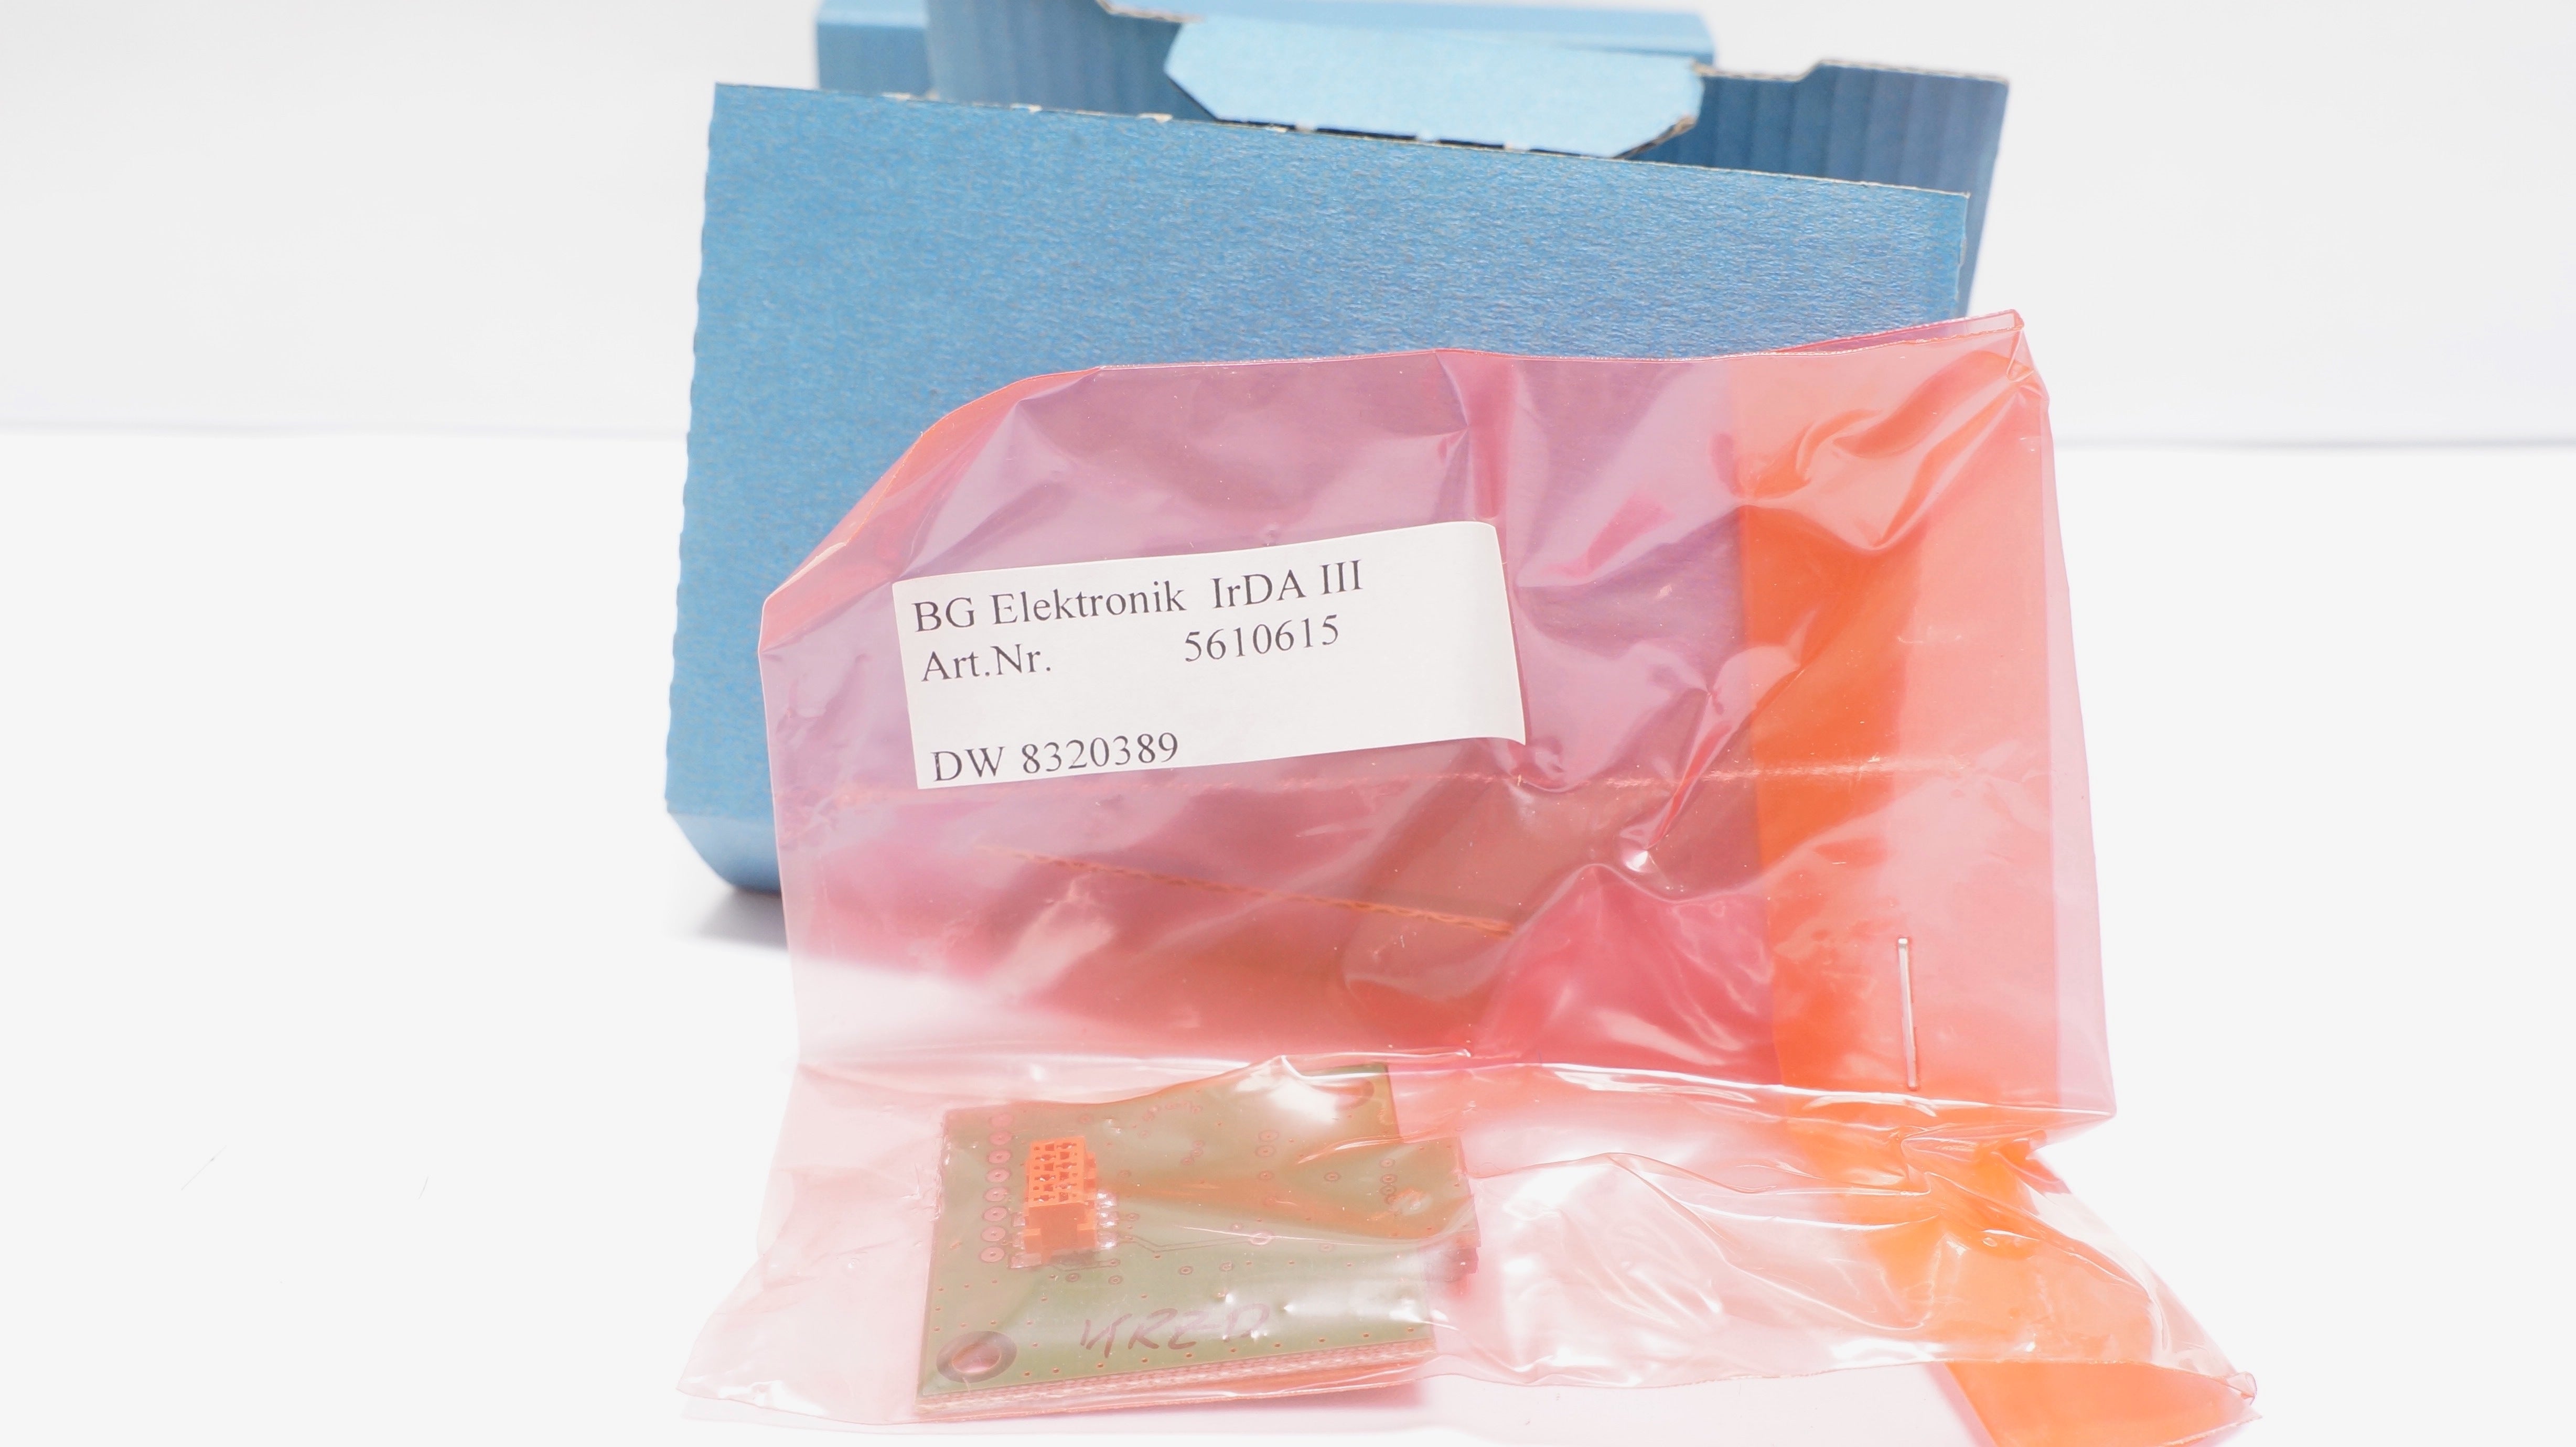 BG Elektronik IrDA III
Art.Nr. 5610615
DW 8320389